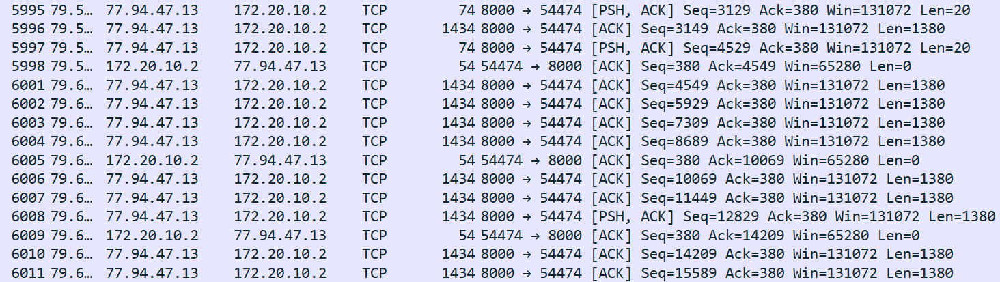 5995 79.5… 77.94.47.13 172.20.10.2 TCP 74 8000 → 54474 [PSH, ACK] Seq=3129 Ack=380 Win=131072 Len=20
5996 79.5… 77.94.47.13 172.20.10.2 TCP 1434 8000 → 54474 [ACK] Seq=3149 Ack=380 Win=131072 Len=1380
5997 79.5… 77.94.47.13 172.20.10.2 TCP 74 8000 → 54474 [PSH, ACK] Seq=4529 Ack=380 Win=131072 Len=20
5998 79.5… 172.20.10.2 77.94.47.13 TCP 54 54474 → 8000 [ACK] Seq=380 Ack=4549 Win=65280 Len=0
6001 79.6… 77.94.47.13 172.20.10.2 TCP 1434 8000 → 54474 [ACK] Seq=4549 Ack=380 Win=131072 Len=1380
6002 79.6… 77.94.47.13 172.20.10.2 TCP 1434 8000 → 54474 [ACK] Seq=5929 Ack=380 Win=131072 Len=1380
6003 79.6… 77.94.47.13 172.20.10.2 TCP 1434 8000 → 54474 [ACK] Seq=7309 Ack=380 Win=131072 Len=1380
6004 79.6… 77.94.47.13 172.20.10.2 TCP 1434 8000 → 54474 [ACK] Seq=8689 Ack=380 Win=131072 Len=1380
6005 79.6… 172.20.10.2 77.94.47.13 TCP 54 54474 → 8000 [ACK] Seq=380 Ack=10069 Win=65280 Len=0
6006 79.6… 77.94.47.13 172.20.10.2 TCP 1434 8000 → 54474 [ACK] Seq=10069 Ack=380 Win=131072 Len=1380
6007 79.6… 77.94.47.13 172.20.10.2 TCP 1434 8000 → 54474 [ACK] Seq=11449 Ack=380 Win=131072 Len=1380
6008 79.6… 77.94.47.13 172.20.10.2 TCP 1434 8000 → 54474 [PSH, ACK] Seq=12829 Ack=380 Win=131072 Len=1380
6009 79.6… 172.20.10.2 77.94.47.13 TCP 54 54474 → 8000 [ACK] Seq=380 Ack=14209 Win=65280 Len=0
6010 79.6… 77.94.47.13 172.20.10.2 TCP 1434 8000 → 54474 [ACK] Seq=14209 Ack=380 Win=131072 Len=1380
6011 79.6… 77.94.47.13 172.20.10.2 TCP 1434 8000 → 54474 [ACK] Seq=15589 Ack=380 Win=131072 Len=1380